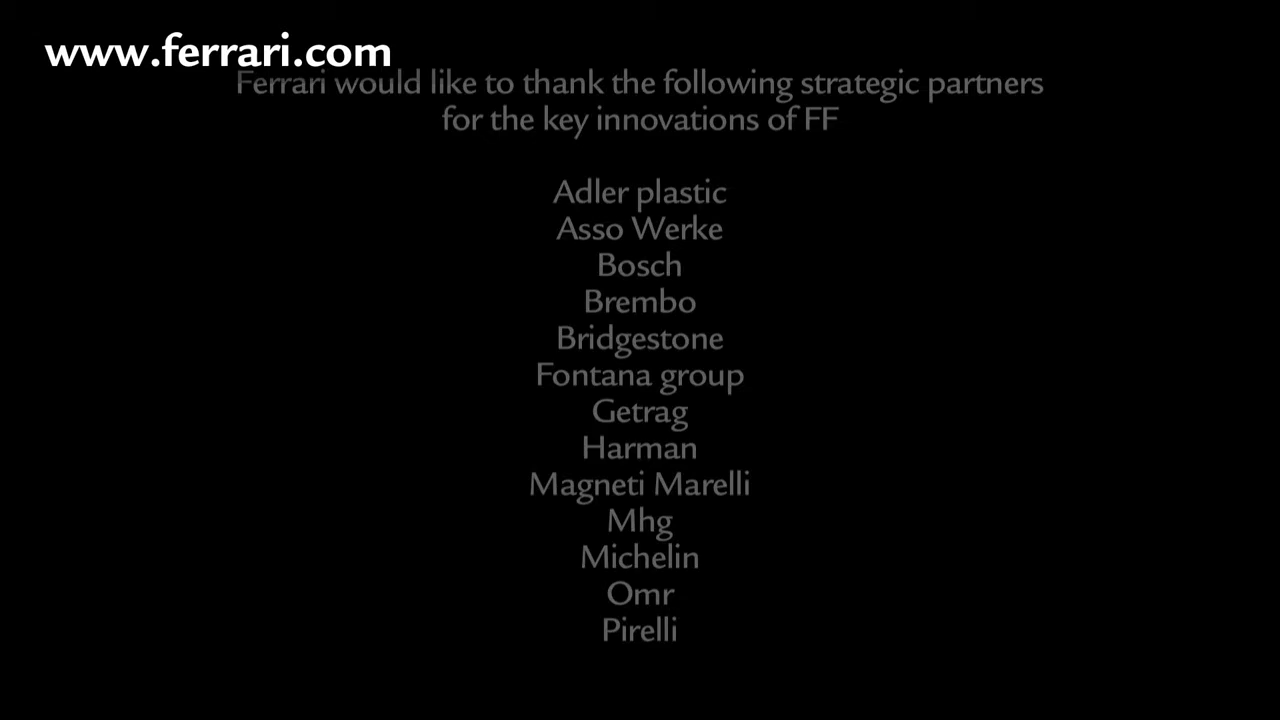 www.ferrari.com
Ferrari would like to thank the following strategic partners
for the key innovations of FF
Adler plastic
Asso Werke
Bosch
Brembo
Bridgestone
Fontana group
Getrag
Harman
Magneti Marelli
Mhg
Michelin
Omr
Pirelli